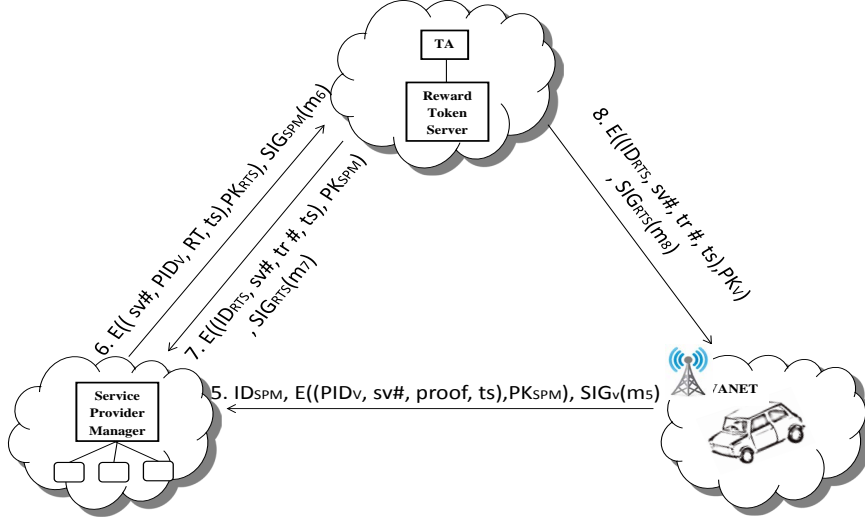 TA
Reward
Token
Server
6. E(( sv#, PIDV, RT, ts),PKRTS), SIGSPM(m6)
7. E((IDRTS, sv#, tr #, ts), PKSPM)
, SIGRTS(m7)
8. E((IDRTS, sv#, tr #, ts),PKV)
, SIGRTS(m8)
Service
Provider
Manager
5. IDSPM, E((PIDV, sv#, proof, ts),PKSPM), SIGV(m5)
VANET